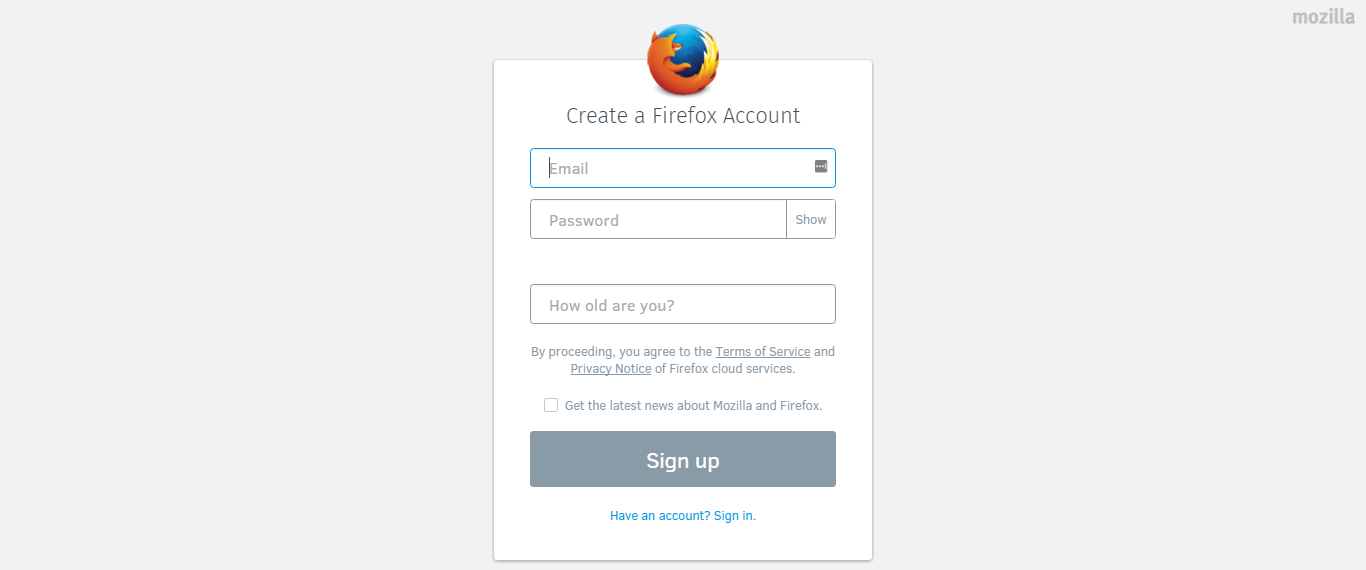 mozilla
Create a Firefox Account
Email
Password
Show
How old are you?
By proceeding, you agree to the Terms of Service and
Privacy Notice of Firefox cloud services.
Get the latest news about Mozilla and Firefox.
Sign up
Have an account? Sign in.